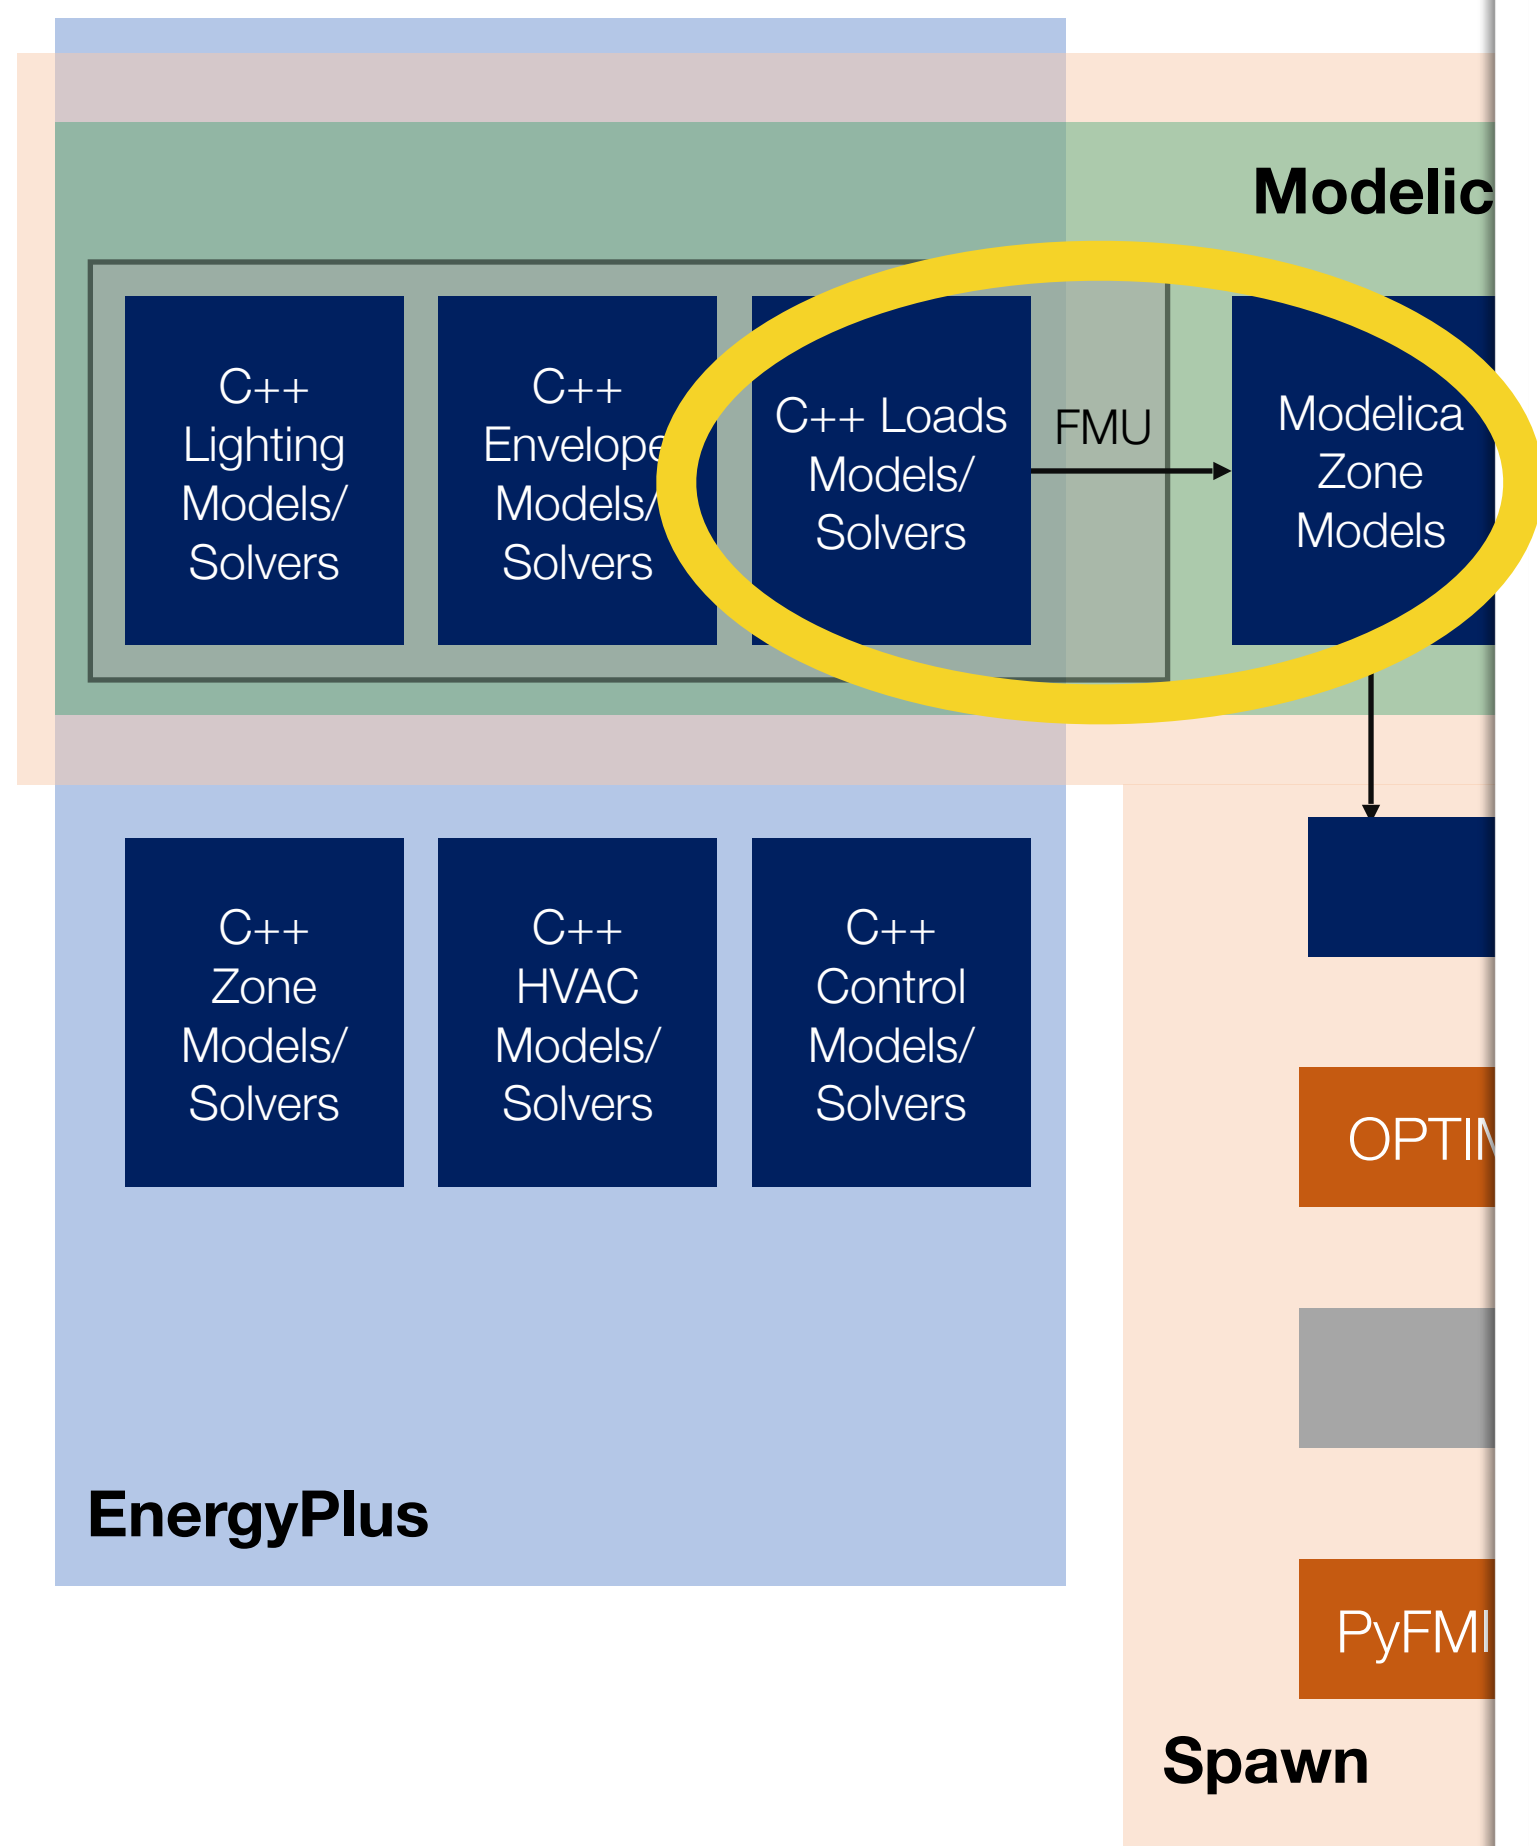 Modelic
C++
Lighting
Models/
Solvers
C++
Envelope
Models/
Solvers
C++ Loads
Models/
Solvers
FMU
Modelica
Zone
Models
C++
Zone
Models/
Solvers
C++
HVAC
Models/
Solvers
C++
Control
Models/
Solvers
OPTIM
EnergyPlus
PyFMI
Spawn